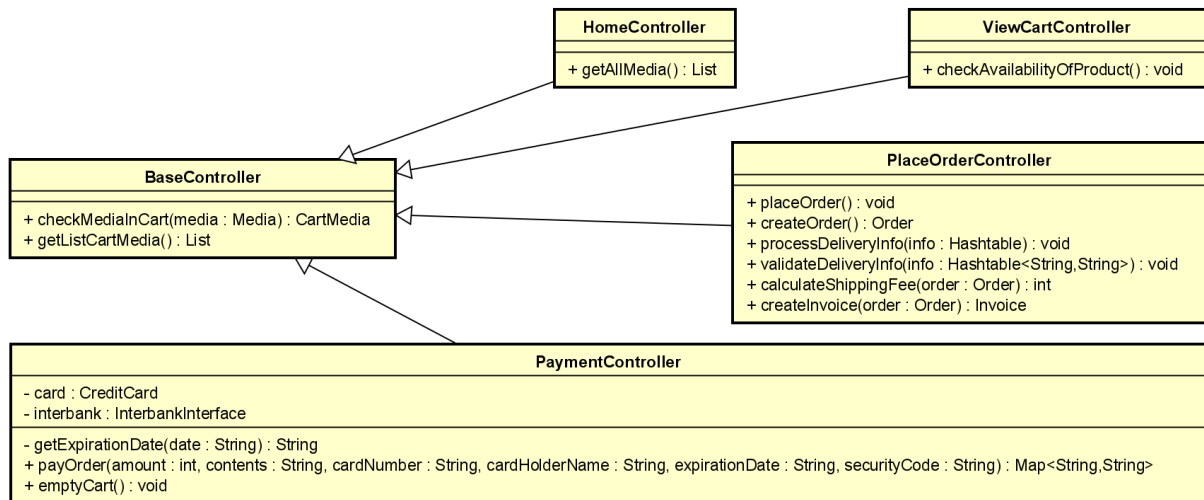 HomeController
+ getAllMedia() : List
ViewCartController
+ checkAvailabilityOfProduct() : void
BaseController
+ checkMediaInCart(media : Media) : CartMedia
+ getListCartMedia() : List
PlaceOrderController
+ placeOrder() : void
+ createOrder() : Order
+ processDeliveryInfo(info : Hashtable) : void
+ validateDeliveryInfo(info : Hashtable<String,String>) : void
+ calculateShippingFee(order : Order) : int
+ createInvoice(order : Order) : Invoice
PaymentController
- card : CreditCard
- interbank : InterbankInterface
- getExpirationDate(date : String) : String
+ payOrder(amount : int, contents : String, cardNumber : String, cardHolderName : String, expirationDate : String, securityCode : String) : Map<String,String>
+ emptyCart() : void